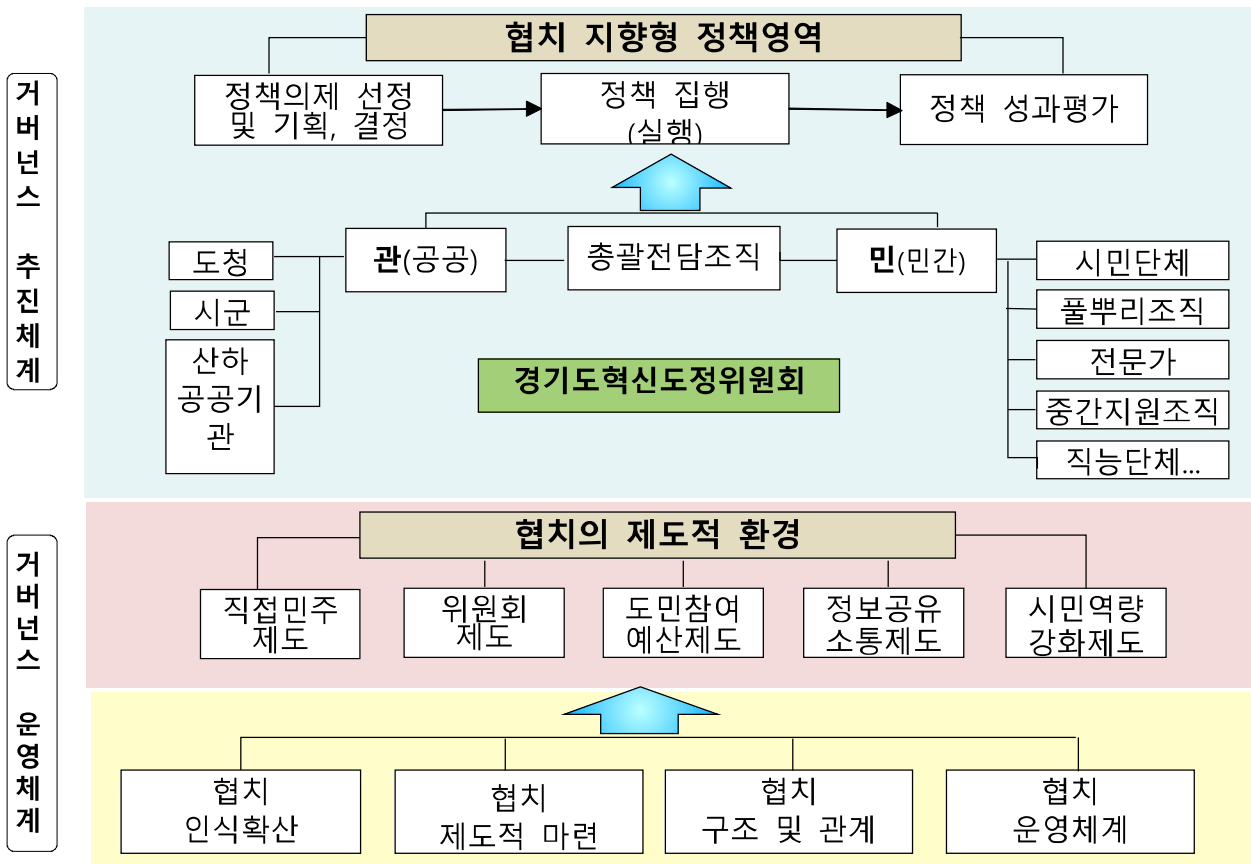 거버넌스 추진체계
협치 지향형 정책영역
정책의제 선정
및 기획, 결정
정책 집행
(실행)
정책 성과평가
관(공공)
총괄전담조직
민(민간)
도청
시군
산하
공공기
관
경기도혁신도정위원회
시민단체
풀뿌리조직
전문가
중간지원조직
직능단체...
거버넌스 운영체계
협치의 제도적 환경
직접민주
제도
위원회
제도
도민참여
예산제도
정보공유
소통제도
시민역량
강화제도
협치
인식확산
협치
제도적 마련
협치
구조 및 관계
협치
운영체계